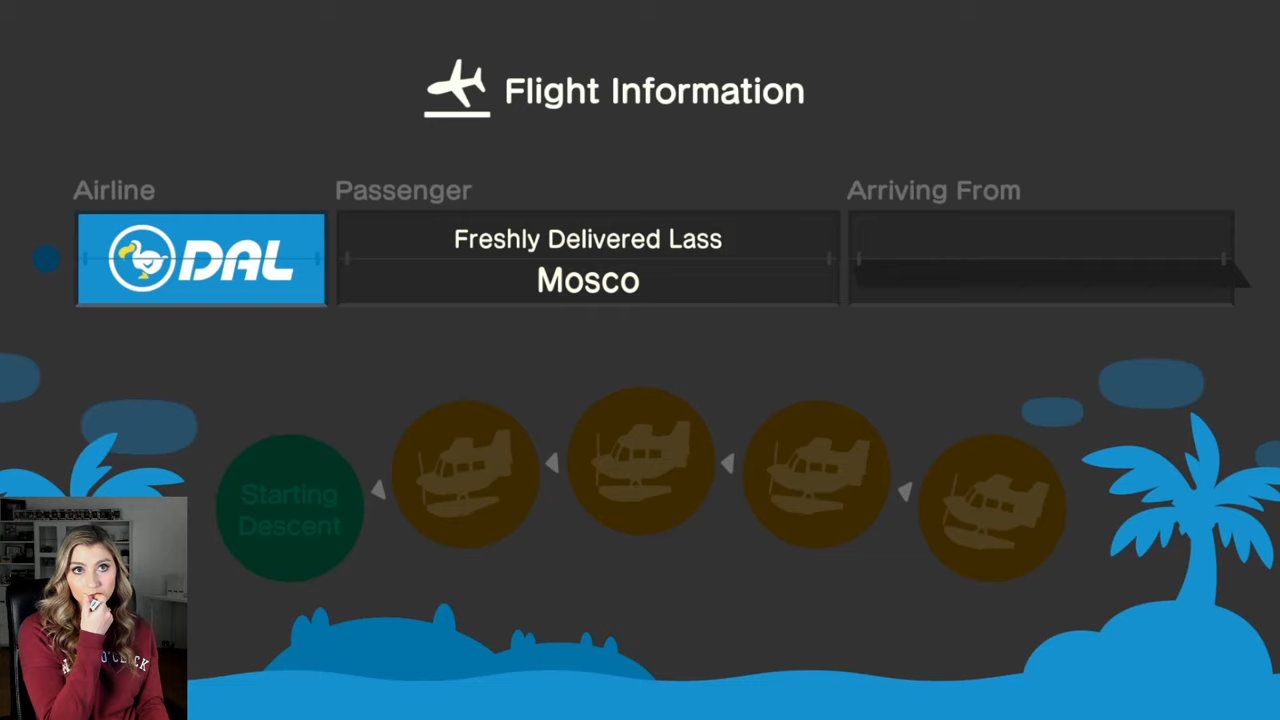 Flight Information
Airline
Passenger
Arriving From
DAL
Freshly Delivered Lass
Mosco
Starting
Descent